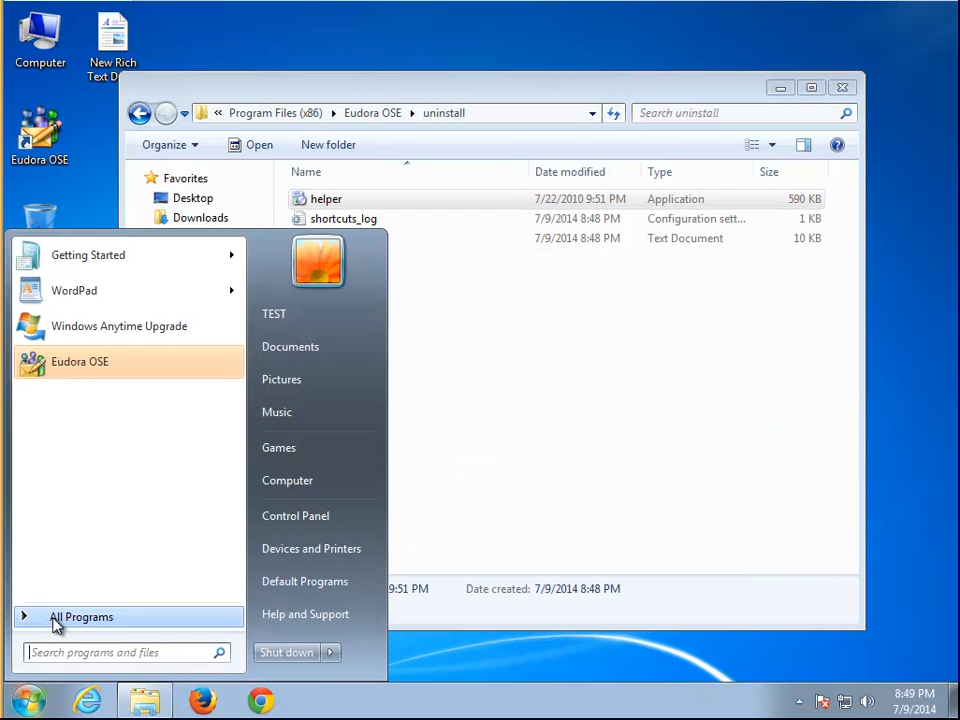 Computer
New Rich
Text D...
Eudora OSE
« Program Files (x86) Eudora OSE uninstall
Search uninstall
Organize Open New folder
Name Date modified Type Size
Favorites
Desktop
Downloads
helper 7/22/2010 9:51 PM Application 590 KB
shortcuts_log 7/9/2014 8:48 PM Configuration sett... 1 KB
7/9/2014 8:48 PM Text Document 10 KB
Getting Started
WordPad
Windows Anytime Upgrade
Eudora OSE
All Programs
Search programs and files
TEST
Documents
Pictures
Music
Games
Computer
Control Panel
Devices and Printers
Default Programs
Help and Support
Shut down
9:51 PM Date created: 7/9/2014 8:48 PM
8:49 PM
7/9/2014